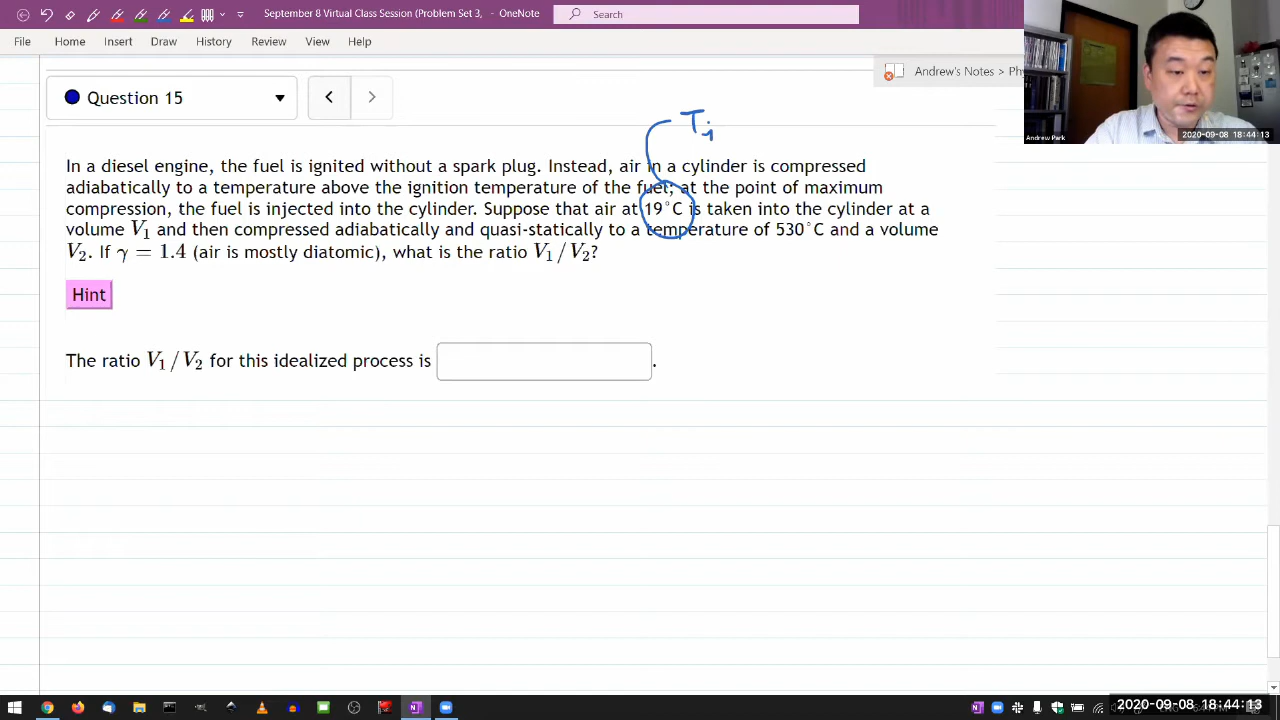 September 8 Virtual Class Session (Problem Set 3, - OneNote
Search
File Home Insert Draw History Review View Help
Andrew's Notes > Ph
Question 15
Ti
In a diesel engine, the fuel is ignited without a spark plug. Instead, air in a cylinder is compressed
adiabatically to a temperature above the ignition temperature of the fuel; at the point of maximum
compression, the fuel is injected into the cylinder. Suppose that air at 19°C is taken into the cylinder at a
volume V1 and then compressed adiabatically and quasi-statically to a temperature of 530°C and a volume
V2. If γ = 1.4 (air is mostly diatomic), what is the ratio V1/V2?
Hint
The ratio V1/V2 for this idealized process is .
Andrew Park
2020-09-08 18:44:13
2020-09-08 18:44:13